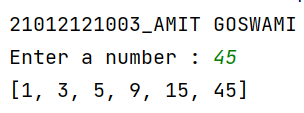 21012121003_AMIT GOSWAMI
Enter a number : 45
[1, 3, 5, 9, 15, 45]